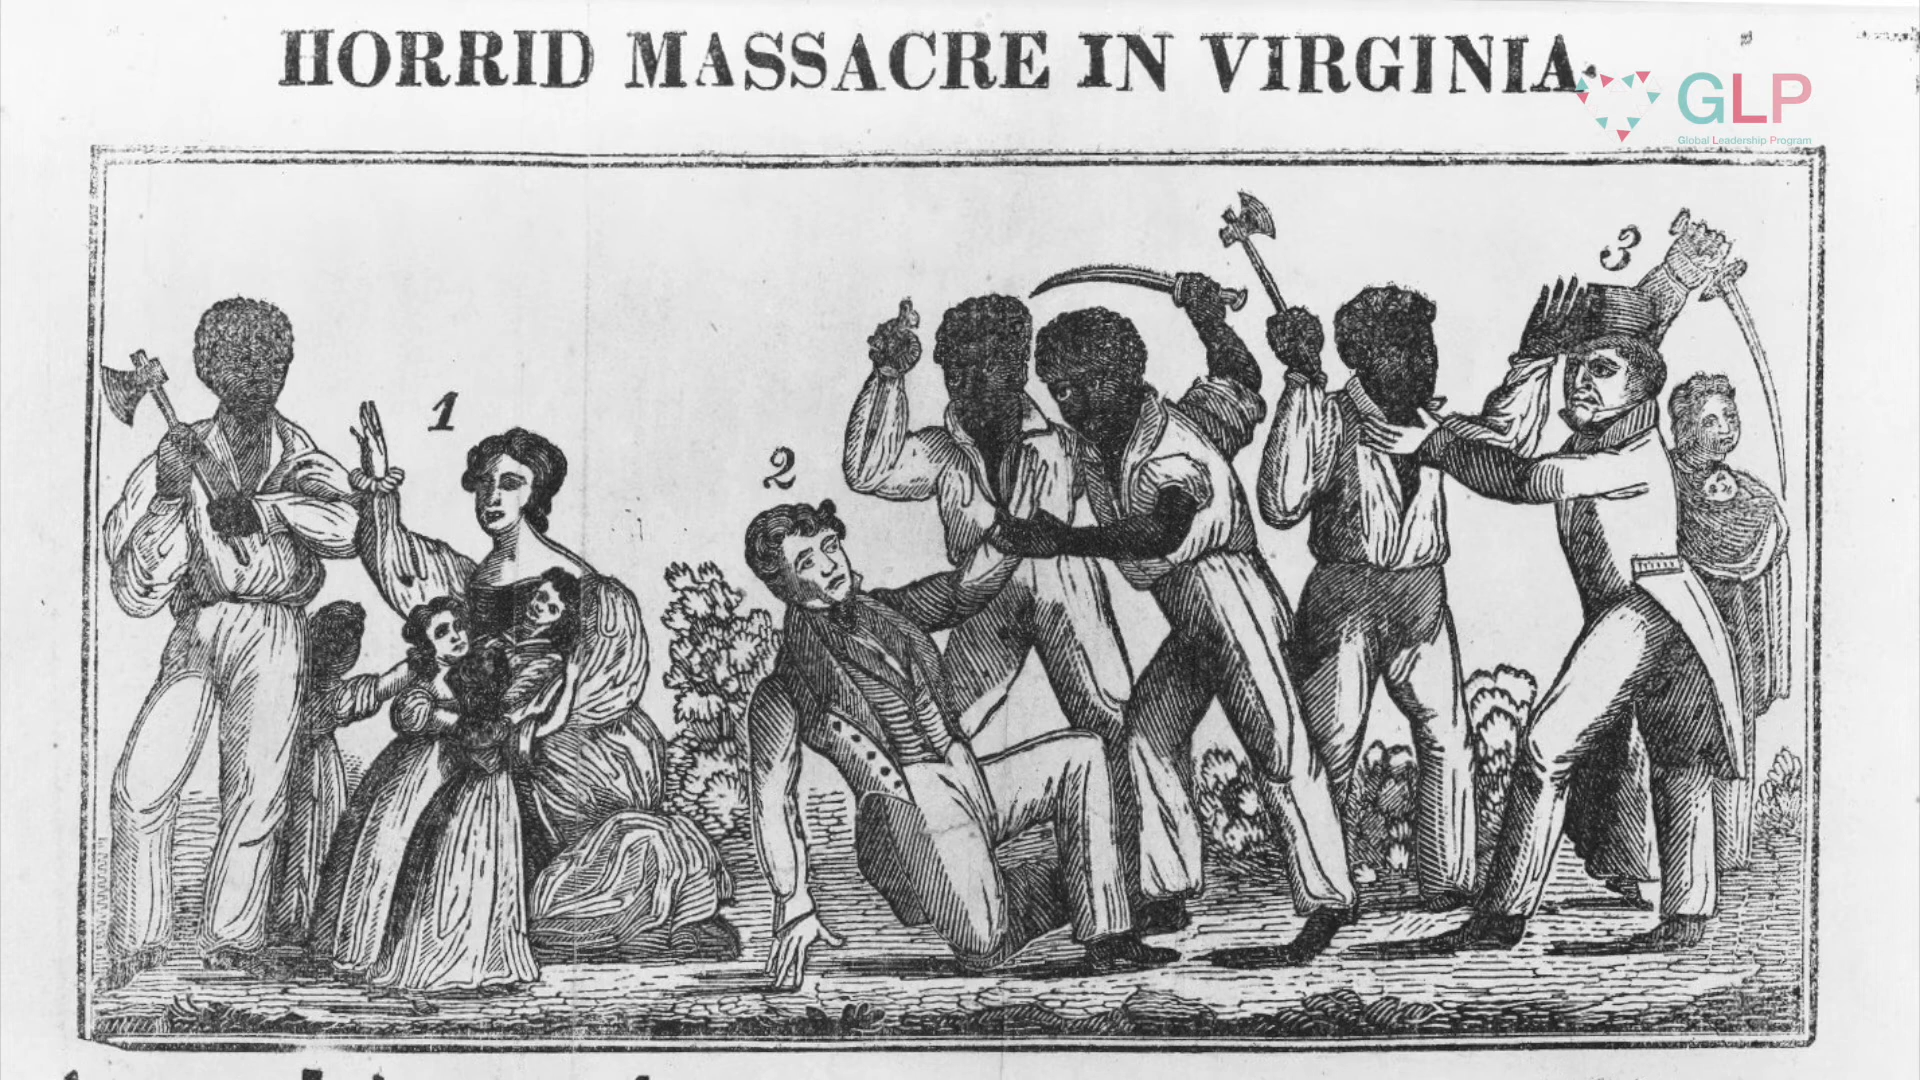 HORRID MASSACRE IN VIRGINIA.
GLP
Global Leadership Program
1
2
3